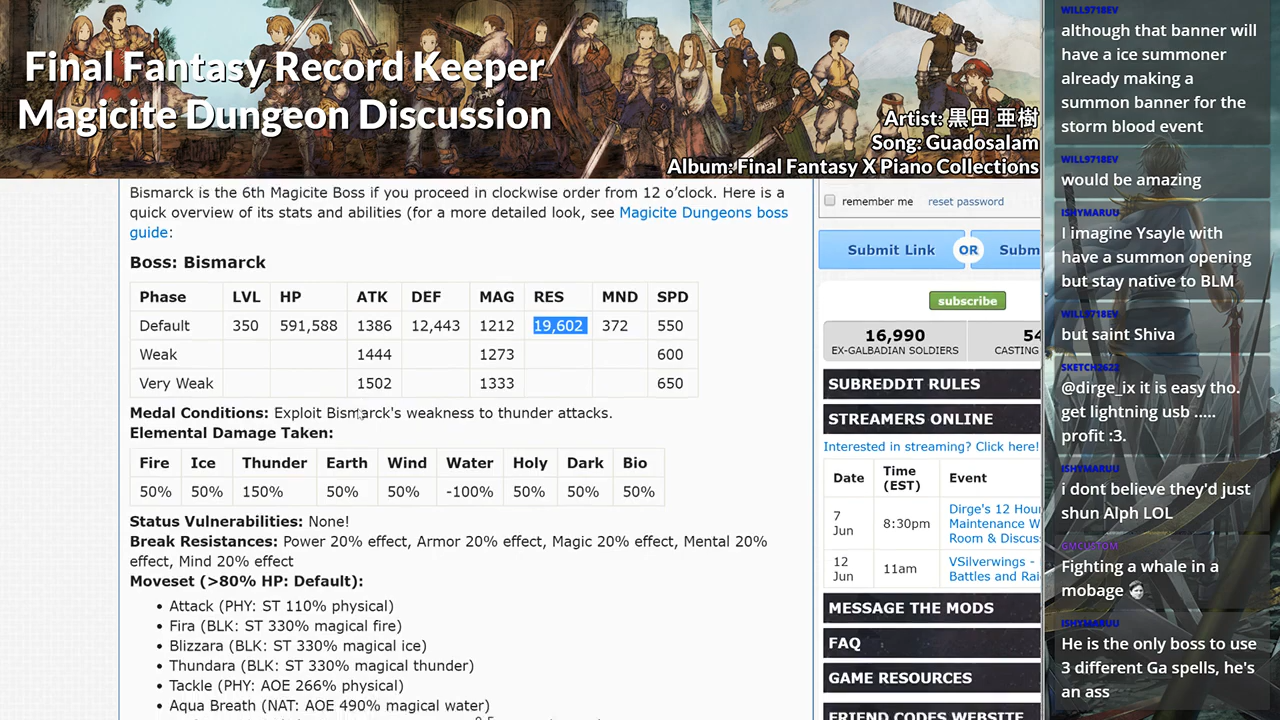 Final Fantasy Record Keeper
Magicite Dungeon Discussion
Artist: 黒田 亜樹
Song: Guadosalam
Album: Final Fantasy X Piano Collections
Bismarck is the 6th Magicite Boss if you proceed in clockwise order from 12 o'clock. Here is a
quick overview of its stats and abilities (for a more detailed look, see Magicite Dungeons boss
guide:
Boss: Bismarck
Phase LVL HP ATK DEF MAG RES MND SPD
Default 350 591,588 1386 12,443 1212 19,602 372 550
Weak 1444 1273 600
Very Weak 1502 1333 650
Medal Conditions: Exploit Bismarck's weakness to thunder attacks.
Elemental Damage Taken:
Fire Ice Thunder Earth Wind Water Holy Dark Bio
50% 50% 150% 50% 50% -100% 50% 50% 50%
Status Vulnerabilities: None!
Break Resistances: Power 20% effect, Armor 20% effect, Magic 20% effect, Mental 20%
effect, Mind 20% effect
Moveset (>80% HP: Default):
• Attack (PHY: ST 110% physical)
• Fira (BLK: ST 330% magical fire)
• Blizzara (BLK: ST 330% magical ice)
• Thundara (BLK: ST 330% magical thunder)
• Tackle (PHY: AOE 266% physical)
• Aqua Breath (NAT: AOE 490% magical water)
remember me reset password
Submit Link OR Subm
subscribe
16,990 54
EX-GALBADIAN SOLDIERS CASTING
SUBREDDIT RULES
STREAMERS ONLINE
Interested in streaming? Click here!
Date Time (EST) Event
7 Jun 8:30pm Dirge's 12 Hour
Maintenance W
Room & Discus
12 Jun 11am VSilverwings -
Battles and Rai
MESSAGE THE MODS
FAQ
GAME RESOURCES
FRIEND CODES WEBSITE
WILL9718EV
although that banner will
have a ice summoner
already making a
summon banner for the
storm blood event
WILL9718EV
would be amazing
ISHYMARUU
I imagine Ysayle with
have a summon opening
but stay native to BLM
WILL9718EV
but saint Shiva
SKETCH2622
@dirge_ix it is easy tho.
get lightning usb .....
profit :3.
ISHYMARUU
i dont believe they'd just
shun Alph LOL
GMCUSTOM
Fighting a whale in a
mobage
ISHYMARUU
He is the only boss to use
3 different Ga spells, he's
an ass